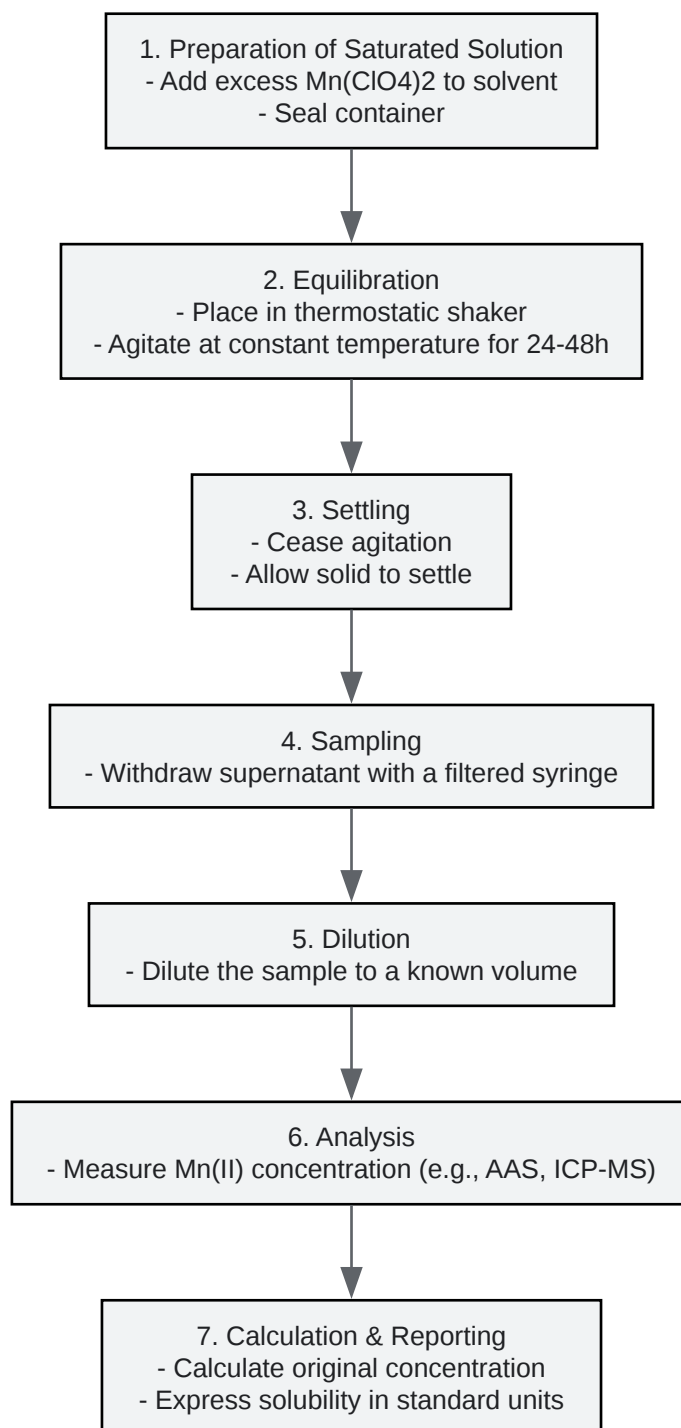 1. Preparation of Saturated Solution
- Add excess Mn(ClO4)2 to solvent
- Seal container
2. Equilibration
- Place in thermostatic shaker
- Agitate at constant temperature for 24-48h
3. Settling
- Cease agitation
- Allow solid to settle
4. Sampling
- Withdraw supernatant with a filtered syringe
5. Dilution
- Dilute the sample to a known volume
6. Analysis
- Measure Mn(II) concentration (e.g., AAS, ICP-MS)
7. Calculation & Reporting
- Calculate original concentration
- Express solubility in standard units